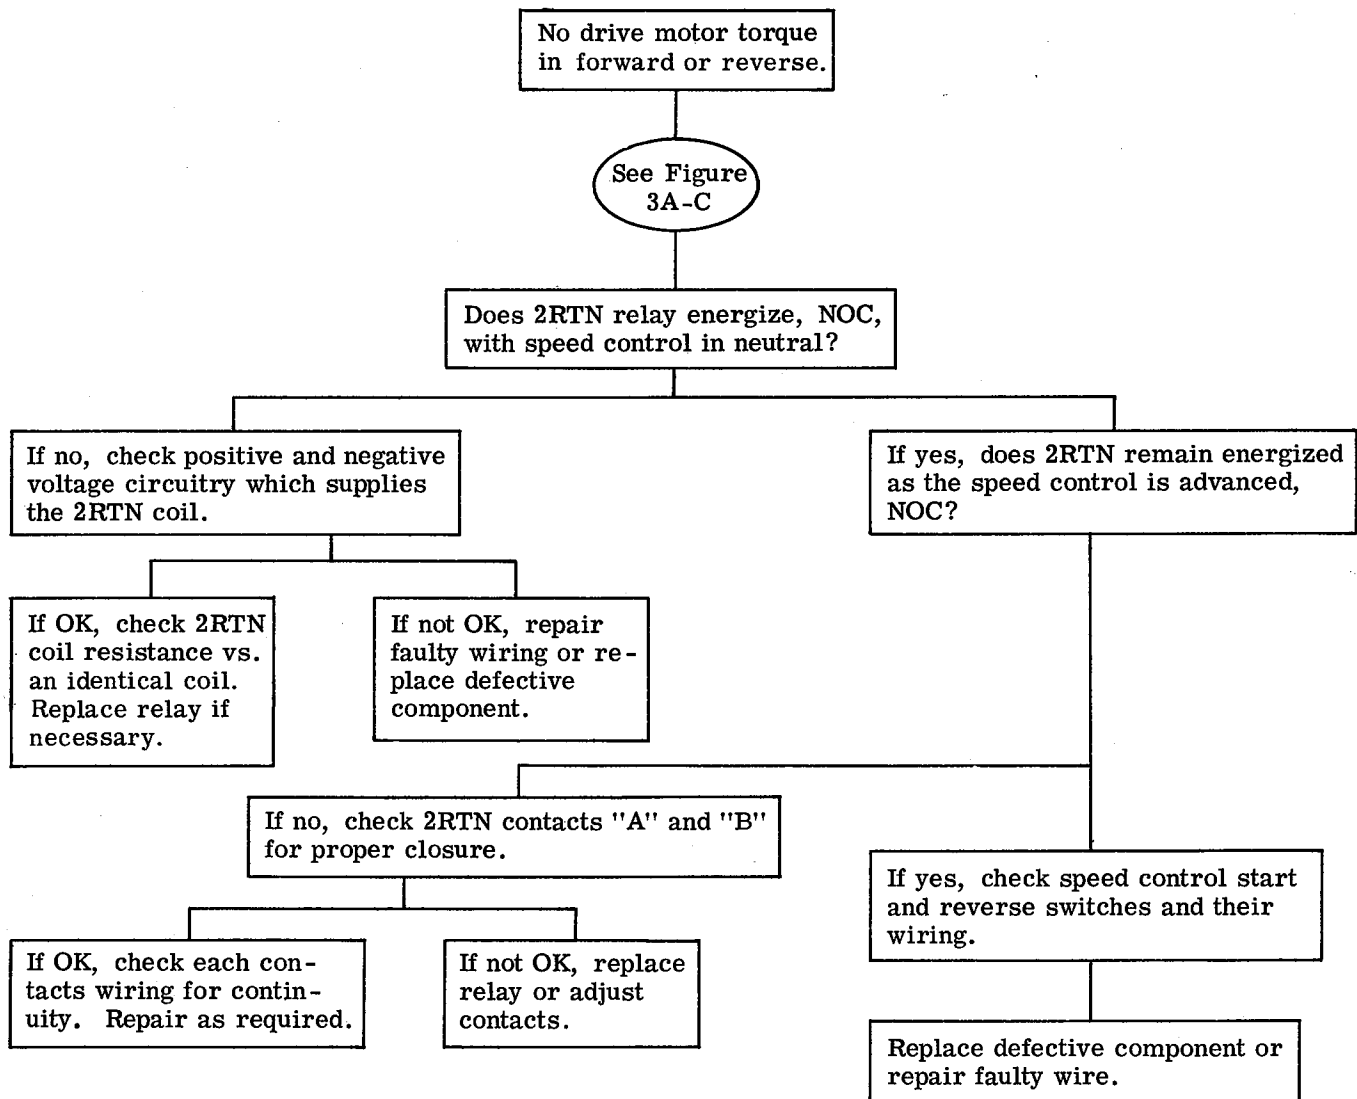 No drive motor torque
in forward or reverse.
See Figure
3A-C
Does 2RTN relay energize, NOC,
with speed control in neutral?
If no, check positive and negative
voltage circuitry which supplies
the 2RTN coil.
If yes, does 2RTN remain energized
as the speed control is advanced,
NOC?
If OK, check 2RTN
coil resistance vs.
an identical coil.
Replace relay if
necessary.
If not OK, repair
faulty wiring or re-
place defective
component.
If no, check 2RTN contacts "A" and "B"
for proper closure.
If yes, check speed control start
and reverse switches and their
wiring.
If OK, check each con-
tacts wiring for contin-
uity. Repair as required.
If not OK, replace
relay or adjust
contacts.
Replace defective component or
repair faulty wire.